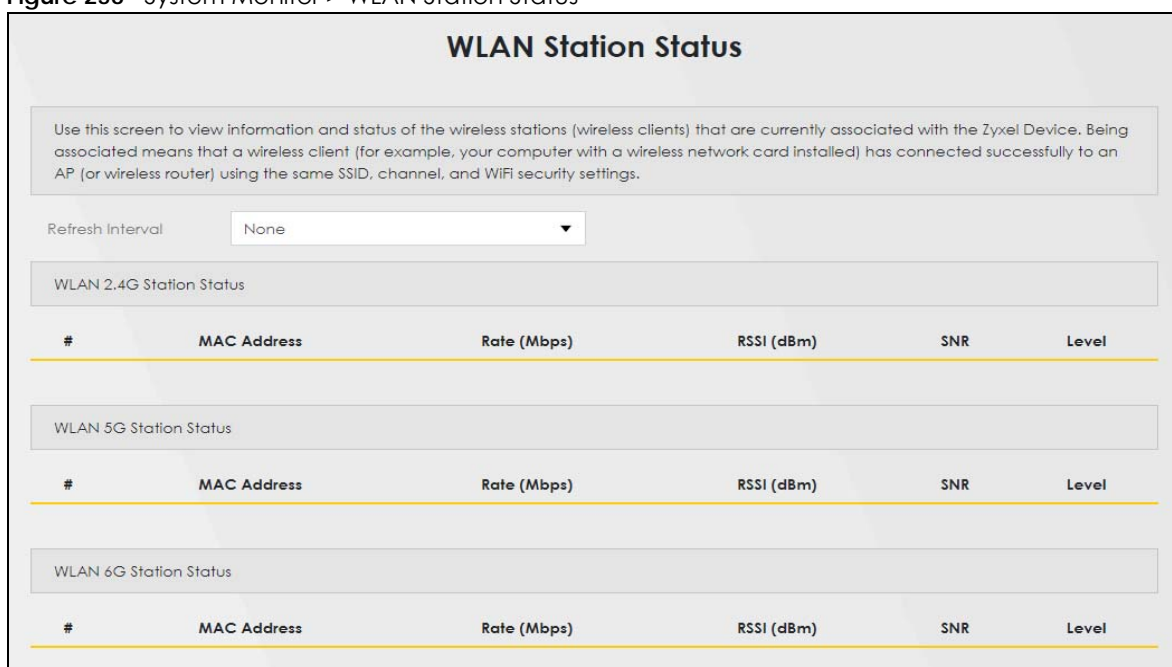 WLAN Station Status
Use this screen to view information and status of the wireless stations (wireless clients) that are currently associated with the Zyxel Device. Being
associated means that a wireless client (for example, your computer with a wireless network card installed) has connected successfully to an
AP (or wireless router) using the same SSID, channel, and WiFi security settings.
Refresh Interval None
WLAN 2.4G Station Status
# MAC Address Rate (Mbps) RSSI (dBm) SNR Level
WLAN 5G Station Status
# MAC Address Rate (Mbps) RSSI (dBm) SNR Level
WLAN 6G Station Status
# MAC Address Rate (Mbps) RSSI (dBm) SNR Level